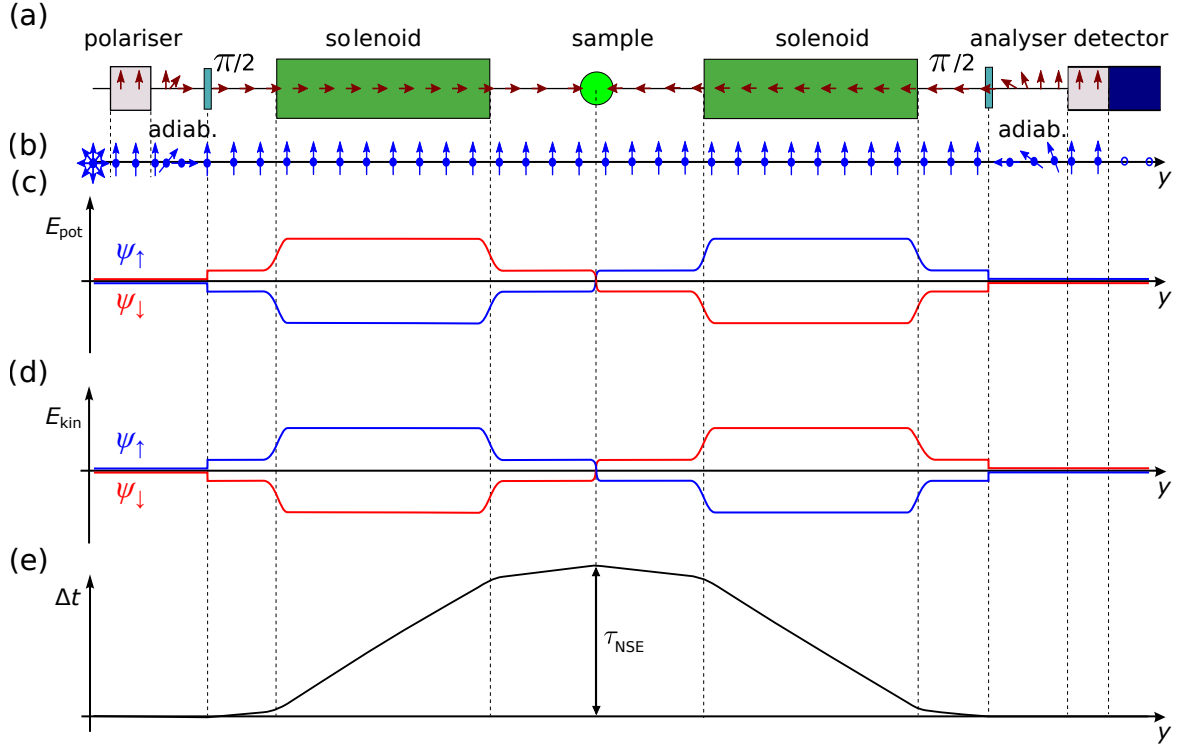 (a)
polariser π/2 solenoid sample solenoid π/2 analyser detector
adiab. adiab.
(b)
y
(c)
E_pot
ψ↑
ψ↓
y
(d)
E_kin
ψ↑
ψ↓
y
(e)
Δt
τ_NSE
y